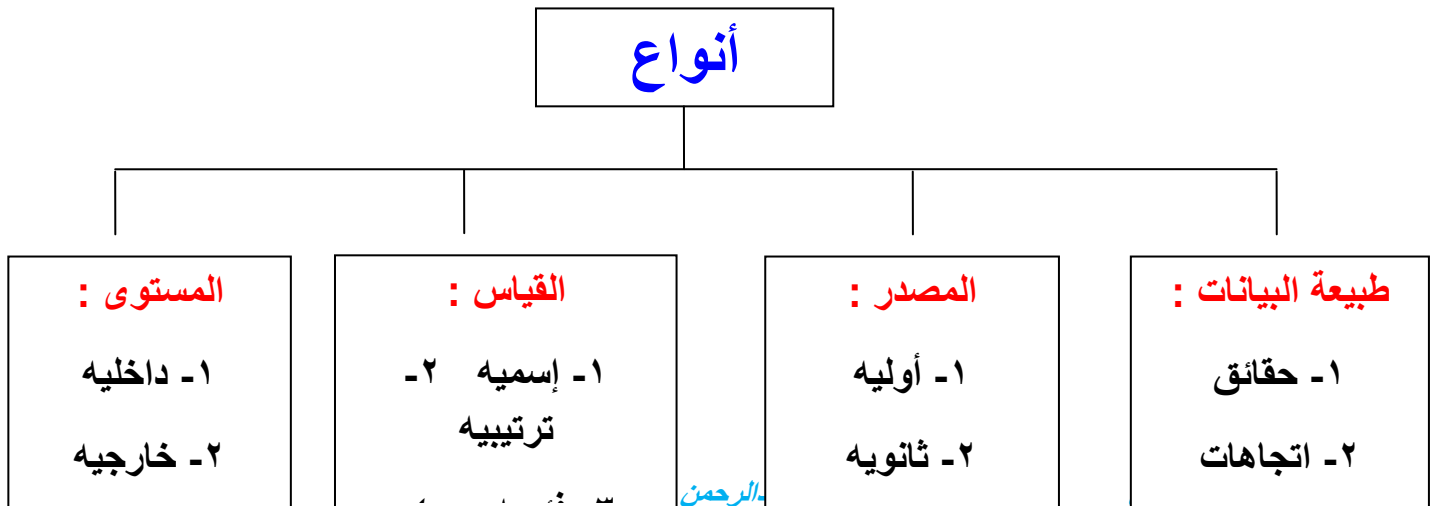 أنواع
طبيعة البيانات :
١- حقائق
٢- اتجاهات
المصدر :
١- أوليه
٢- ثانويه
القياس :
١- إسميه ٢-
ترتيبيه
المستوى :
١- داخليه
٢- خارجيه
الرحمن